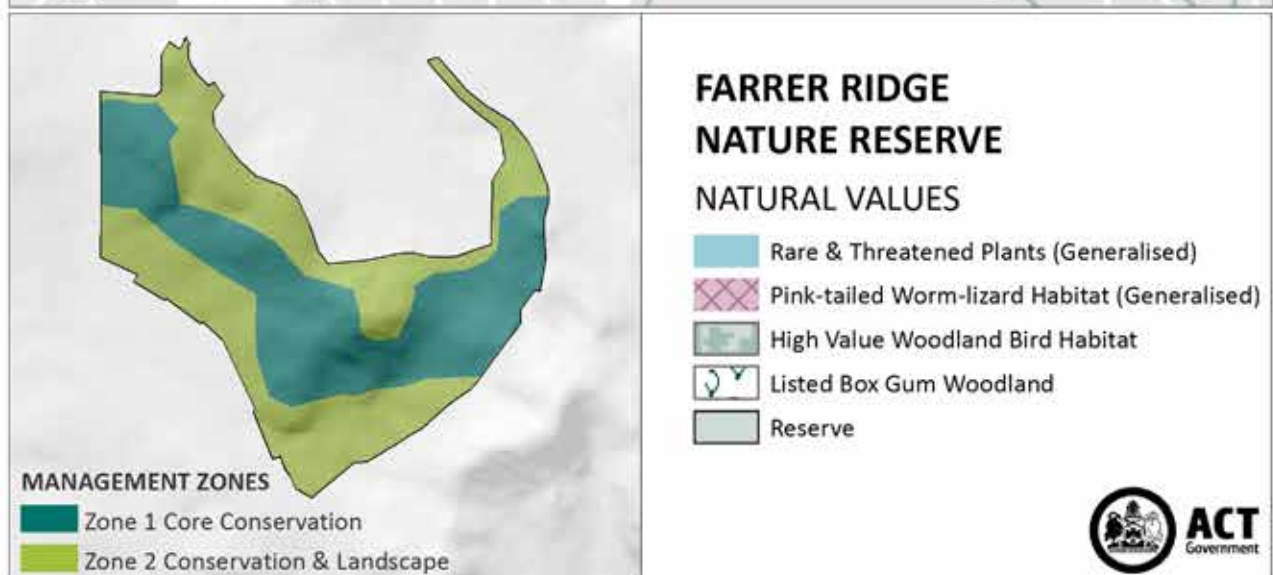 MANAGEMENT ZONES
Zone 1 Core Conservation
Zone 2 Conservation & Landscape
FARRER RIDGE
NATURE RESERVE
NATURAL VALUES
Rare & Threatened Plants (Generalised)
Pink-tailed Worm-lizard Habitat (Generalised)
High Value Woodland Bird Habitat
Listed Box Gum Woodland
Reserve
ACT
Government